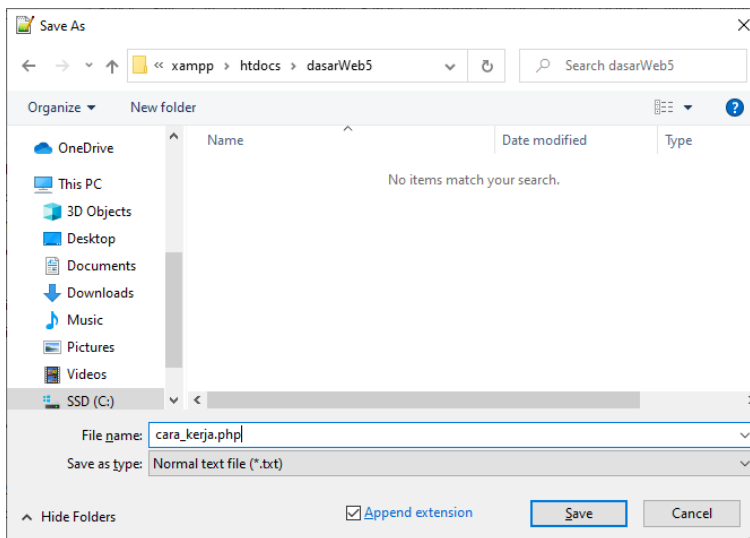 Save As
« xampp › htdocs › dasarWeb5
Search dasarWeb5
Organize
New folder
Name
Date modified
Type
No items match your search.
OneDrive
This PC
3D Objects
Desktop
Documents
Downloads
Music
Pictures
Videos
SSD (C:)
File name: cara_kerja.php
Save as type: Normal text file (*.txt)
Hide Folders
Append extension
Save
Cancel